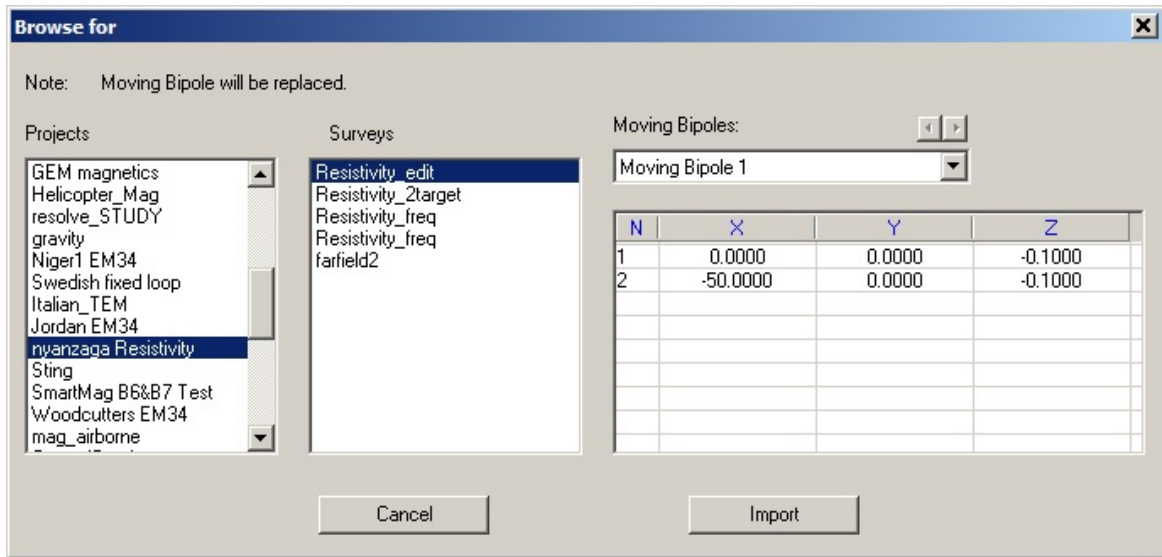 Browse for
Note: Moving Bipole will be replaced.
Projects
GEM magnetics
Helicopter_Mag
resolve_STUDY
gravity
Niger1 EM34
Swedish fixed loop
Italian_TEM
Jordan EM34
nyanzaga Resistivity
Sting
SmartMag B6&B7 Test
Woodcutters EM34
mag_airborne
Surveys
Resistivity_edit
Resistivity_2target
Resistivity_freq
Resistivity_freq
farfield2
Moving Bipoles:
Moving Bipole 1
N X Y Z
1 0.0000 0.0000 -0.1000
2 -50.0000 0.0000 -0.1000
Cancel
Import